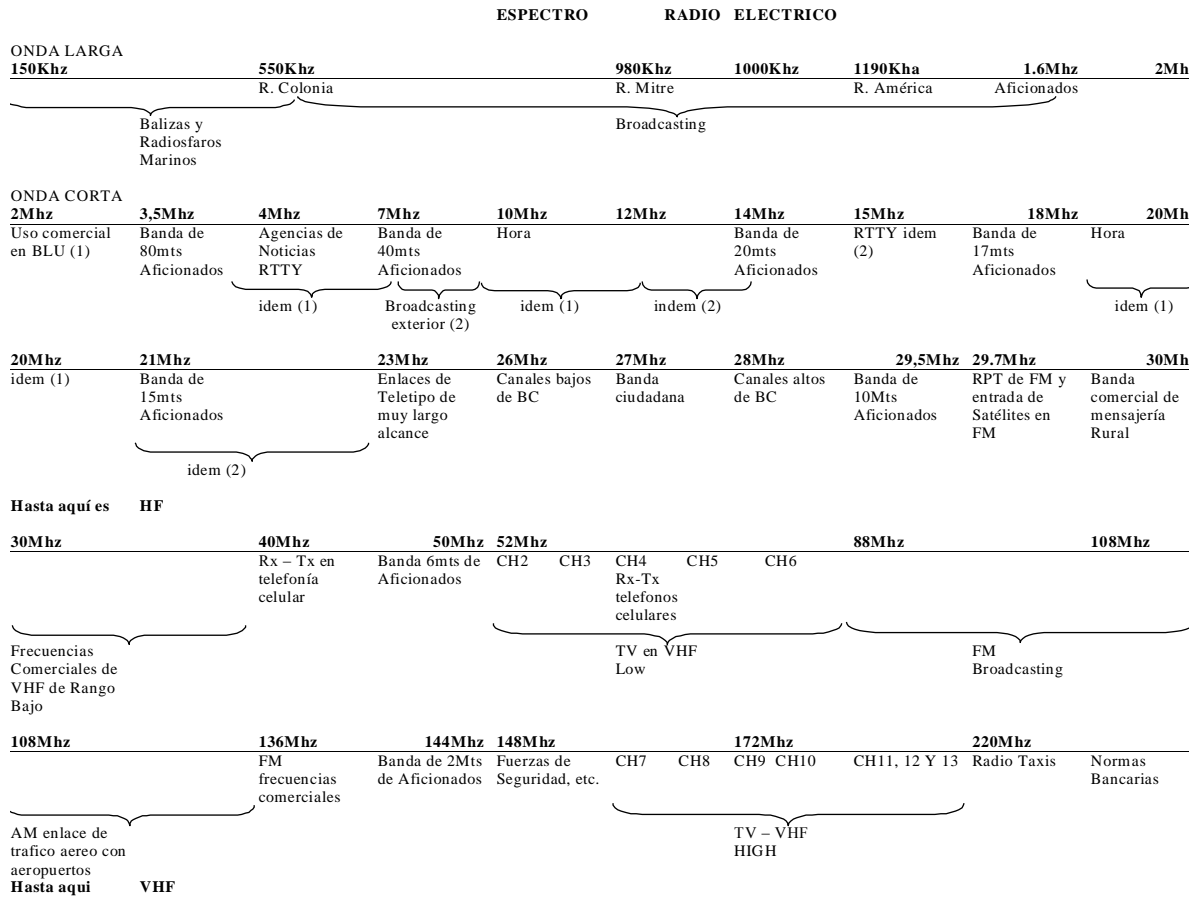 ESPECTRO RADIO ELECTRICO
ONDA LARGA
150Khz 550Khz 980Khz 1000Khz 1190Kha 1.6Mhz 2Mh
R. Colonia R. Mitre R. América Aficionados
Balizas y Broadcasting
Radiosfaros
Marinos
ONDA CORTA
2Mhz 3,5Mhz 4Mhz 7Mhz 10Mhz 12Mhz 14Mhz 15Mhz 18Mhz 20Mh
Uso comercial Banda de Agencias de Banda de Hora Banda de RTTY idem Banda de Hora
en BLU (1) 80mts Noticias 40mts 20mts (2) 17mts
Aficionados RTTY Aficionados Aficionados Aficionados
idem (1) Broadcasting idem (1) indem (2) idem (1)
exterior (2)
20Mhz 21Mhz 23Mhz 26Mhz 27Mhz 28Mhz 29,5Mhz 29.7Mhz 30Mh
idem (1) Banda de Enlaces de Canales bajos Banda Canales altos Banda de RPT de FM y Banda
15mts Teletipo de de BC ciudadana de BC 10Mts entrada de comercial de
Aficionados muy largo Aficionados Satélites en mensajería
alcance FM Rural
idem (2)
Hasta aquí es HF
30Mhz 40Mhz 50Mhz 52Mhz 88Mhz 108Mhz
Rx – Tx en Banda 6mts de CH2 CH3 CH4 CH5 CH6
telefonía Aficionados Rx-Tx
celular telefonos
celulares
Frecuencias TV en VHF FM
Comerciales de Low Broadcasting
VHF de Rango
Bajo
108Mhz 136Mhz 144Mhz 148Mhz 172Mhz 220Mhz
FM Banda de 2Mts Fuerzas de CH7 CH8 CH9 CH10 CH11, 12 Y 13 Radio Taxis Normas
frecuencias de Aficionados Seguridad, etc. Bancarias
comerciales
AM enlace de TV – VHF
trafico aereo con HIGH
aeropuertos
Hasta aqui VHF